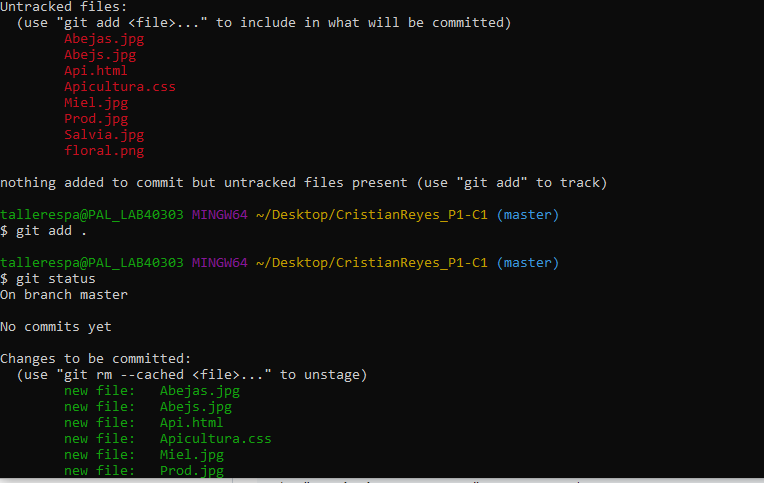 Untracked files:
  (use "git add <file>..." to include in what will be committed)
        Abejas.jpg
        Abejs.jpg
        Api.html
        Apicultura.css
        Miel.jpg
        Prod.jpg
        Salvia.jpg
        floral.png

nothing added to commit but untracked files present (use "git add" to track)

tallerespa@PAL_LAB40303 MINGW64 ~/Desktop/CristianReyes_P1-C1 (master)
$ git add .

tallerespa@PAL_LAB40303 MINGW64 ~/Desktop/CristianReyes_P1-C1 (master)
$ git status
On branch master

No commits yet

Changes to be committed:
  (use "git rm --cached <file>..." to unstage)
        new file:   Abejas.jpg
        new file:   Abejs.jpg
        new file:   Api.html
        new file:   Apicultura.css
        new file:   Miel.jpg
        new file:   Prod.jpg